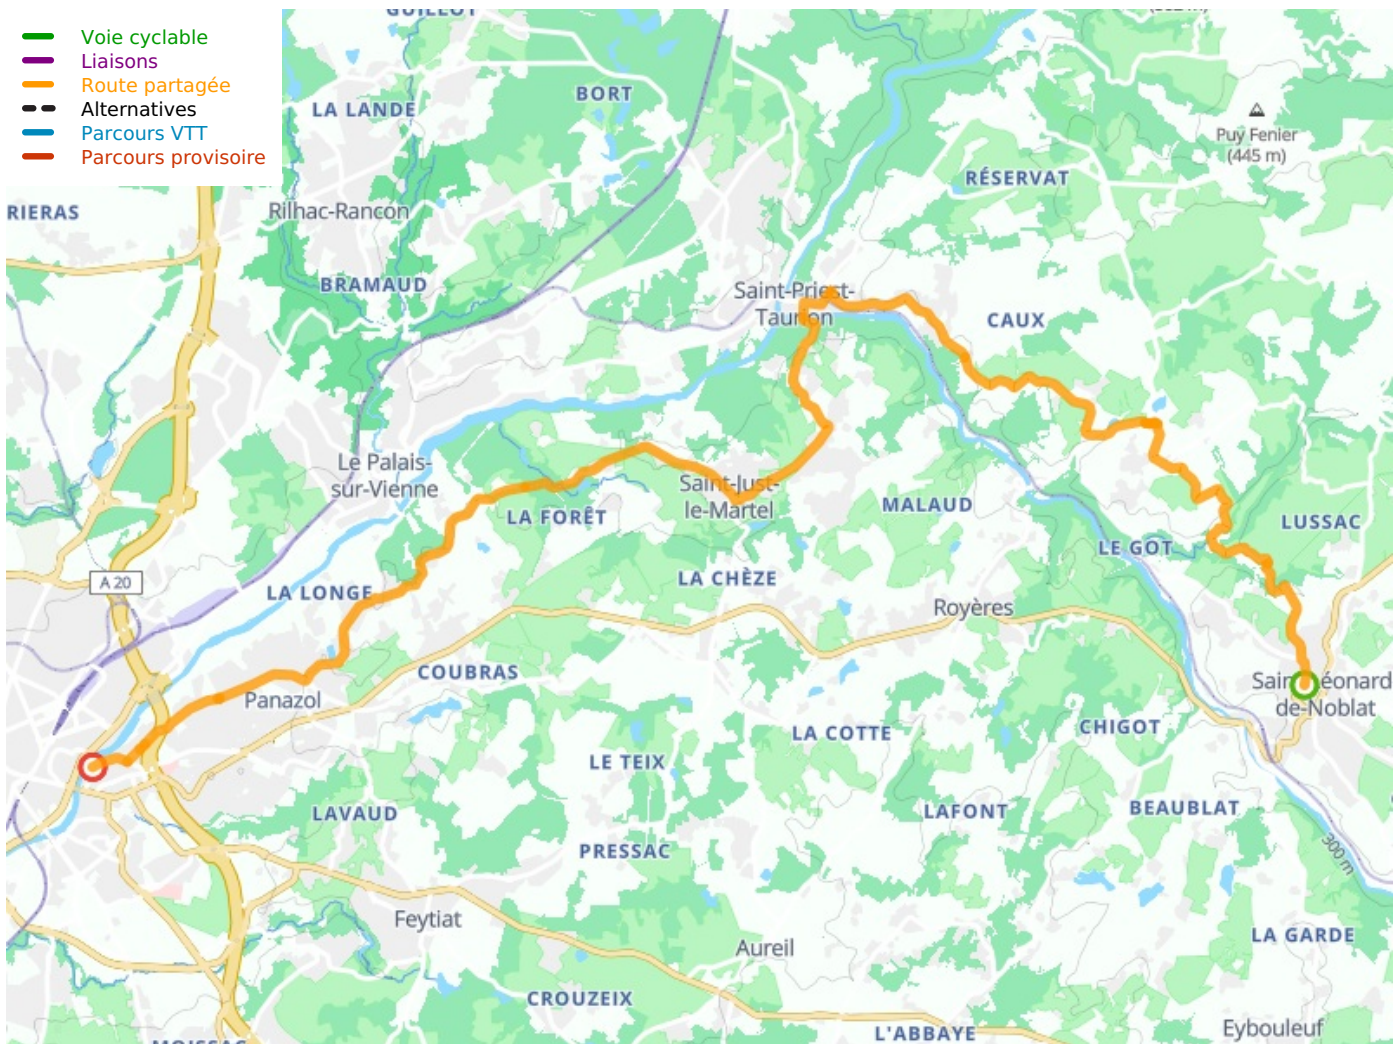 Voie cyclable
Liaisons
Route partagée
Alternatives
Parcours VTT
Parcours provisoire
GUILLOT
BORT
LA LANDE
Puy Fenier
(445 m)
RÉSERVAT
RIERAS
Rilhac-Rancon
BRAMAUD
Saint-Priest-
Taurion
CAUX
Le Palais-
sur-Vienne
Saint-Just-
le-Martel
LA FORÊT
MALAUD
LUSSAC
LE GOT
A 20
LA CHÈZE
LA LONGE
Royères
COUBRAS
Panazol
Saint-Léonard
de-Noblat
CHIGOT
LA COTTE
LE TEIX
LAVAUD
LAFONT
BEAUBLAT
PRESSAC
300 m
Feytiat
Aureil
LA GARDE
CROUZEIX
L'ABBAYE
Eybouleuf